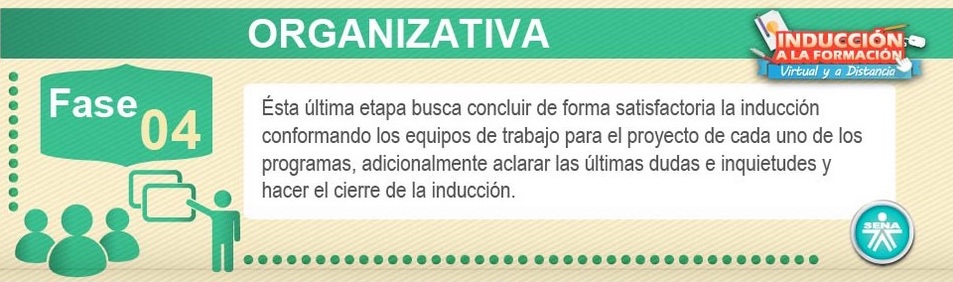 ORGANIZATIVA
INDUCCIÓN
A LA FORMACIÓN
Virtual y a Distancia
Fase
04
Ésta última etapa busca concluir de forma satisfactoria la inducción
conformando los equipos de trabajo para el proyecto de cada uno de los
programas, adicionalmente aclarar las últimas dudas e inquietudes y
hacer el cierre de la inducción.
SENA